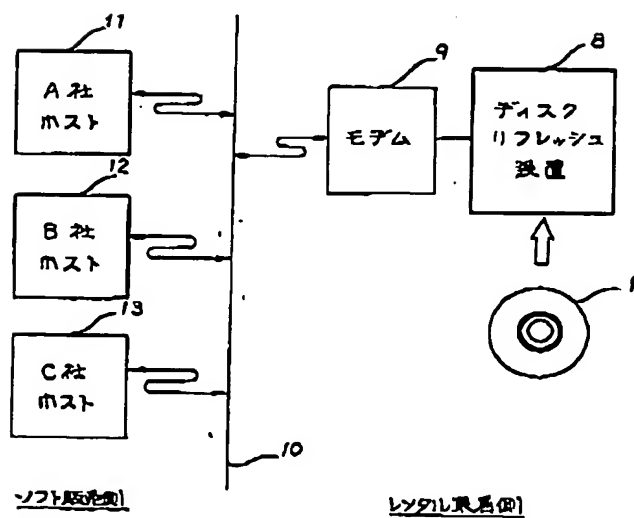 11
A社
ホスト
12
B社
ホスト
13
C社
ホスト
10
9
モデム
8
ディスク
リフレッシュ
装置
1
ソフト販売側
レンタル業者側